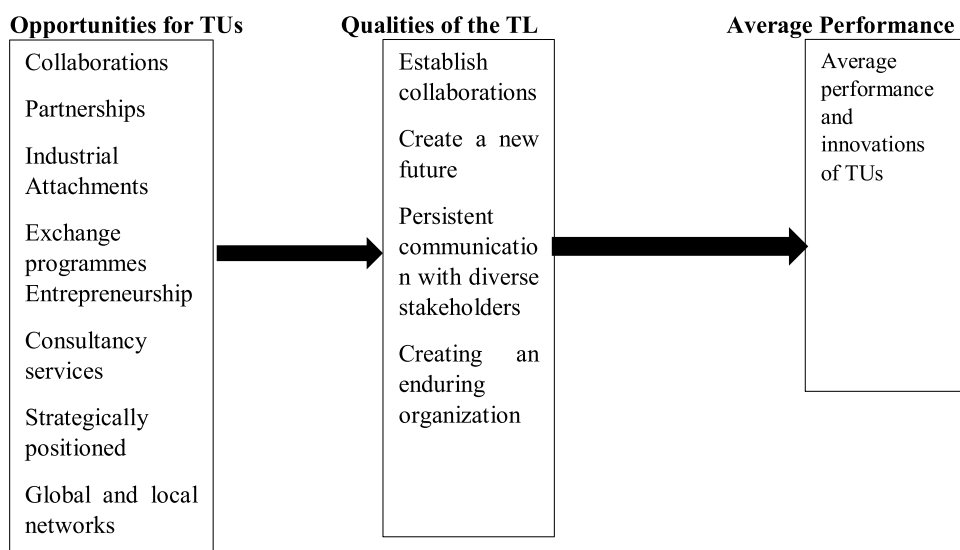 Opportunities for TUs
Collaborations
Partnerships
Industrial
Attachments
Exchange
programmes
Entrepreneurship
Consultancy
services
Strategically
positioned
Global and local
networks
Qualities of the TL
Establish
collaborations
Create a new
future
Persistent
communicatio
n with diverse
stakeholders
Creating an
enduring
organization
Average Performance
Average
performance
and
innovations
of TUs